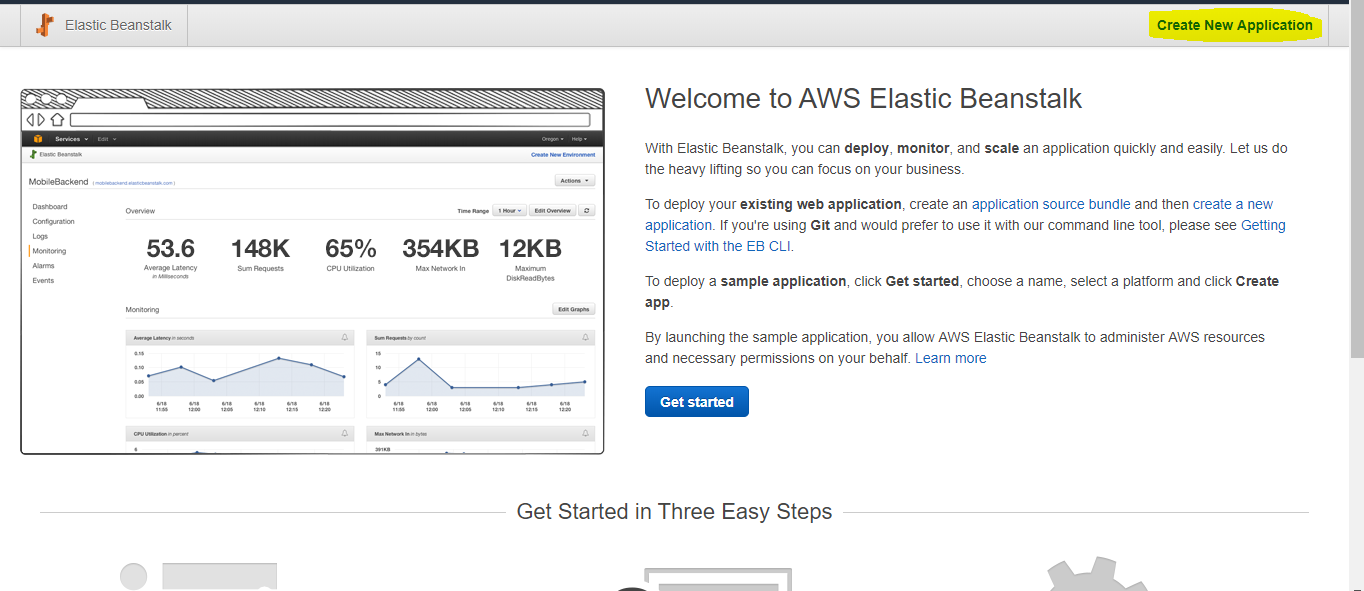 Elastic Beanstalk
Create New Application
Services
Edit
Oregon
Help
Elastic Beanstalk
Create New Environment
MobileBackend ( mobilebackend.elasticbeanstalk.com )
Actions
Dashboard
Configuration
Logs
Monitoring
Alarms
Events
Overview
Time Range
1 Hour
Edit Overview
53.6
Average Latency
in Milliseconds
148K
Sum Requests
65%
CPU Utilization
354KB
Max Network In
12KB
Maximum
DiskReadBytes
Monitoring
Edit Graphs
Average Latency in seconds
0.15
0.10
0.05
0.00
6/18 6/18 6/18 6/18 6/18 6/18
11:55 12:00 12:05 12:10 12:15 12:20
Sum Requests by count
15
10
5
0
6/18 6/18 6/18 6/18 6/18 6/18
11:55 12:00 12:05 12:10 12:15 12:20
CPU Utilization in percent
6
Max Network In in bytes
391KB
Welcome to AWS Elastic Beanstalk
With Elastic Beanstalk, you can deploy, monitor, and scale an application quickly and easily. Let us do
the heavy lifting so you can focus on your business.
To deploy your existing web application, create an application source bundle and then create a new
application. If you're using Git and would prefer to use it with our command line tool, please see Getting
Started with the EB CLI.
To deploy a sample application, click Get started, choose a name, select a platform and click Create
app.
By launching the sample application, you allow AWS Elastic Beanstalk to administer AWS resources
and necessary permissions on your behalf. Learn more
Get started
Get Started in Three Easy Steps